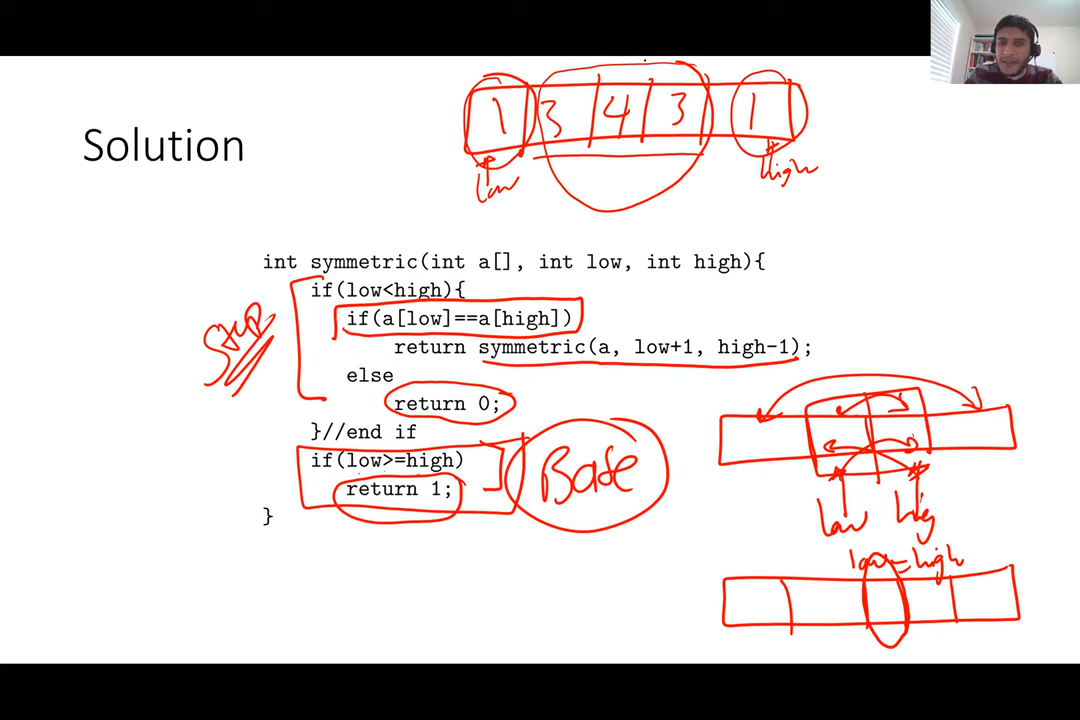 1 3 4 3 1
low high
Solution
int symmetric(int a[], int low, int high){
if(low<high){
if(a[low]==a[high])
return symmetric(a, low+1, high-1);
else
return 0;
}//end if
if(low>=high)
return 1;
}
Step
Base
low hig
low=high